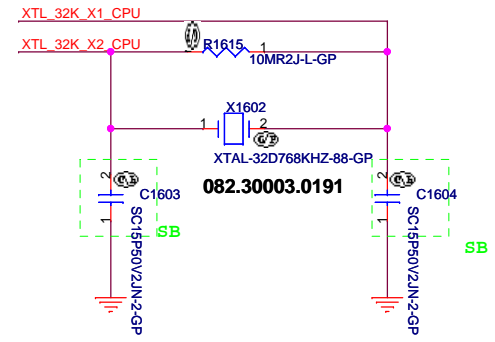 XTL_32K_X1_CPU
XTL_32K_X2_CPU
R1615
1
10MR2J-L-GP
X1602
1
2
XTAL-32D768KHZ-88-GP
082.30003.0191
2
C1603
1
SC15P50V2JN-2-GP
SB
2
C1604
1
SC15P50V2JN-2-GP
SB